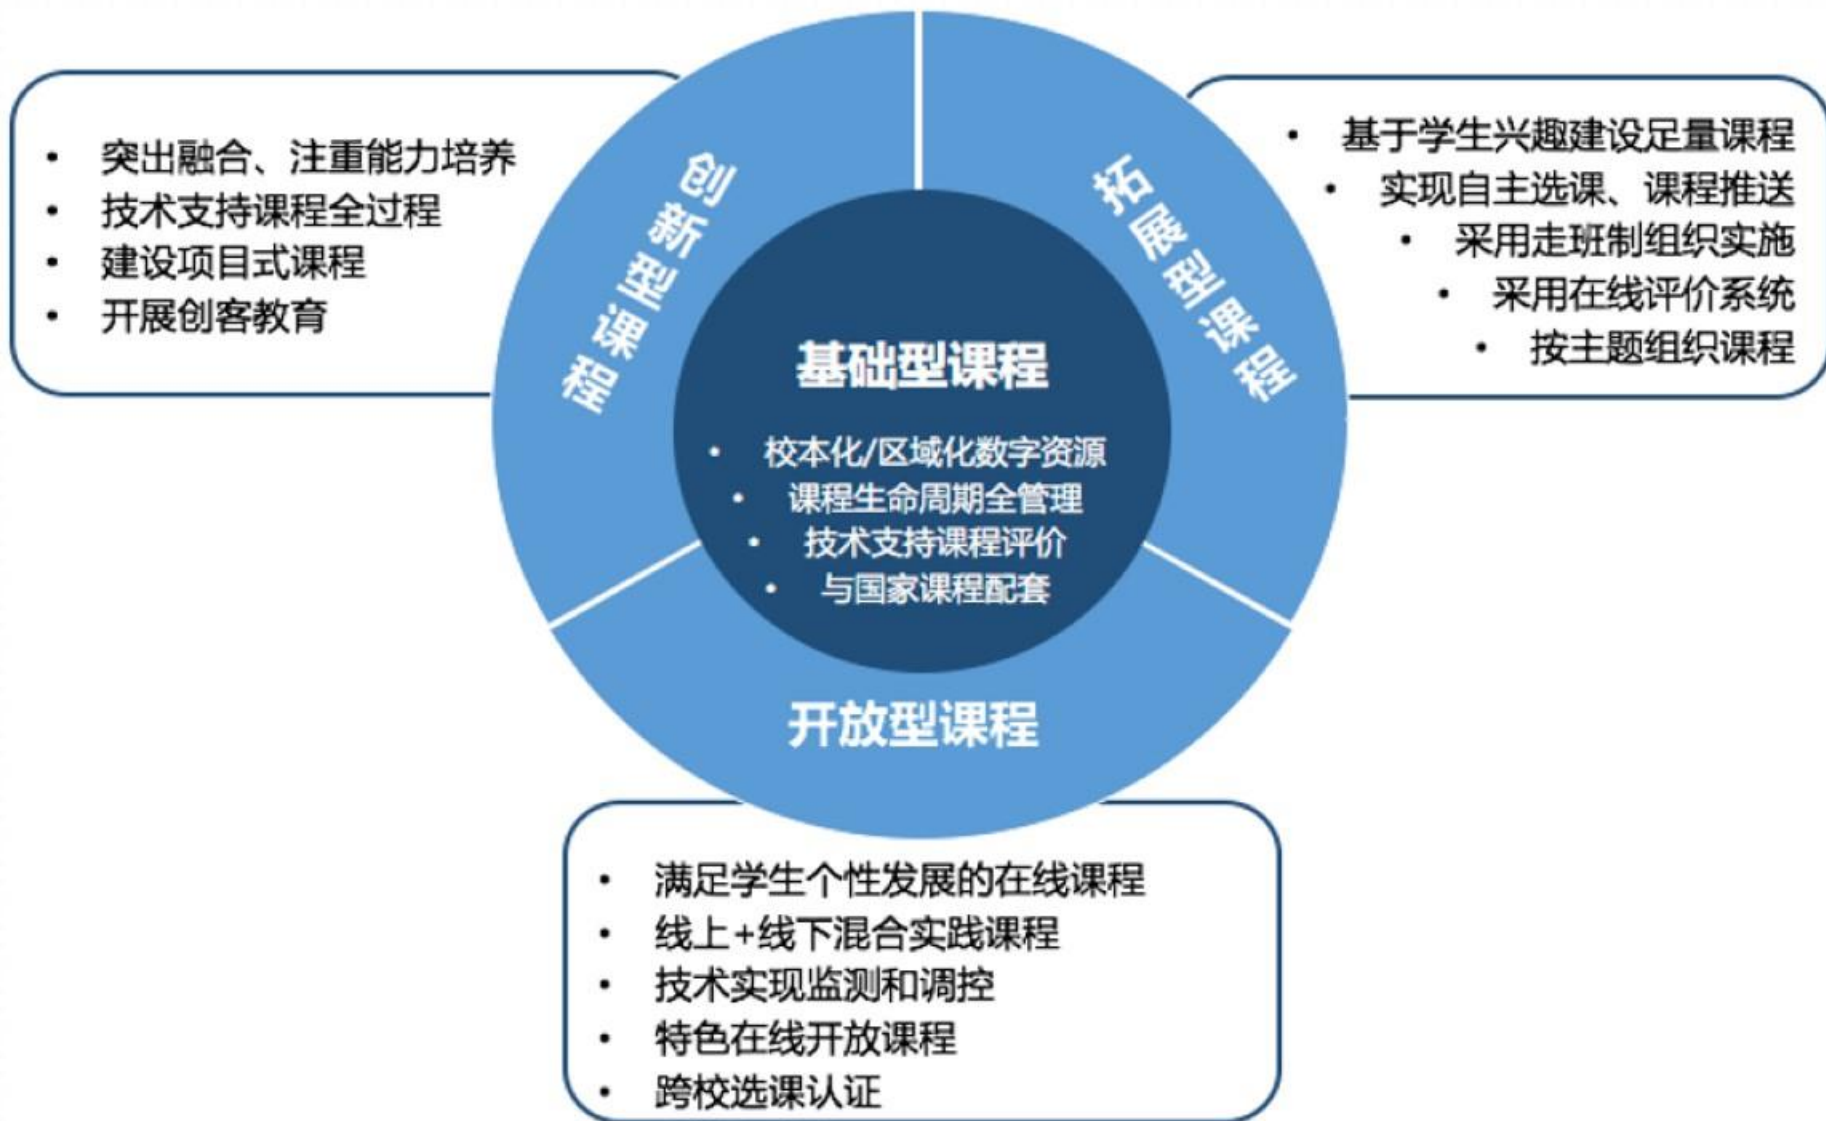 • 突出融合、注重能力培养
• 技术支持课程全过程
• 建设项目式课程
• 开展创客教育
创新型课程
拓展型课程
• 基于学生兴趣建设足量课程
• 实现自主选课、课程推送
• 采用走班制组织实施
• 采用在线评价系统
• 按主题组织课程
基础型课程
• 校本化/区域化数字资源
• 课程生命周期全管理
• 技术支持课程评价
• 与国家课程配套
开放型课程
• 满足学生个性发展的在线课程
• 线上+线下混合实践课程
• 技术实现监测和调控
• 特色在线开放课程
• 跨校选课认证